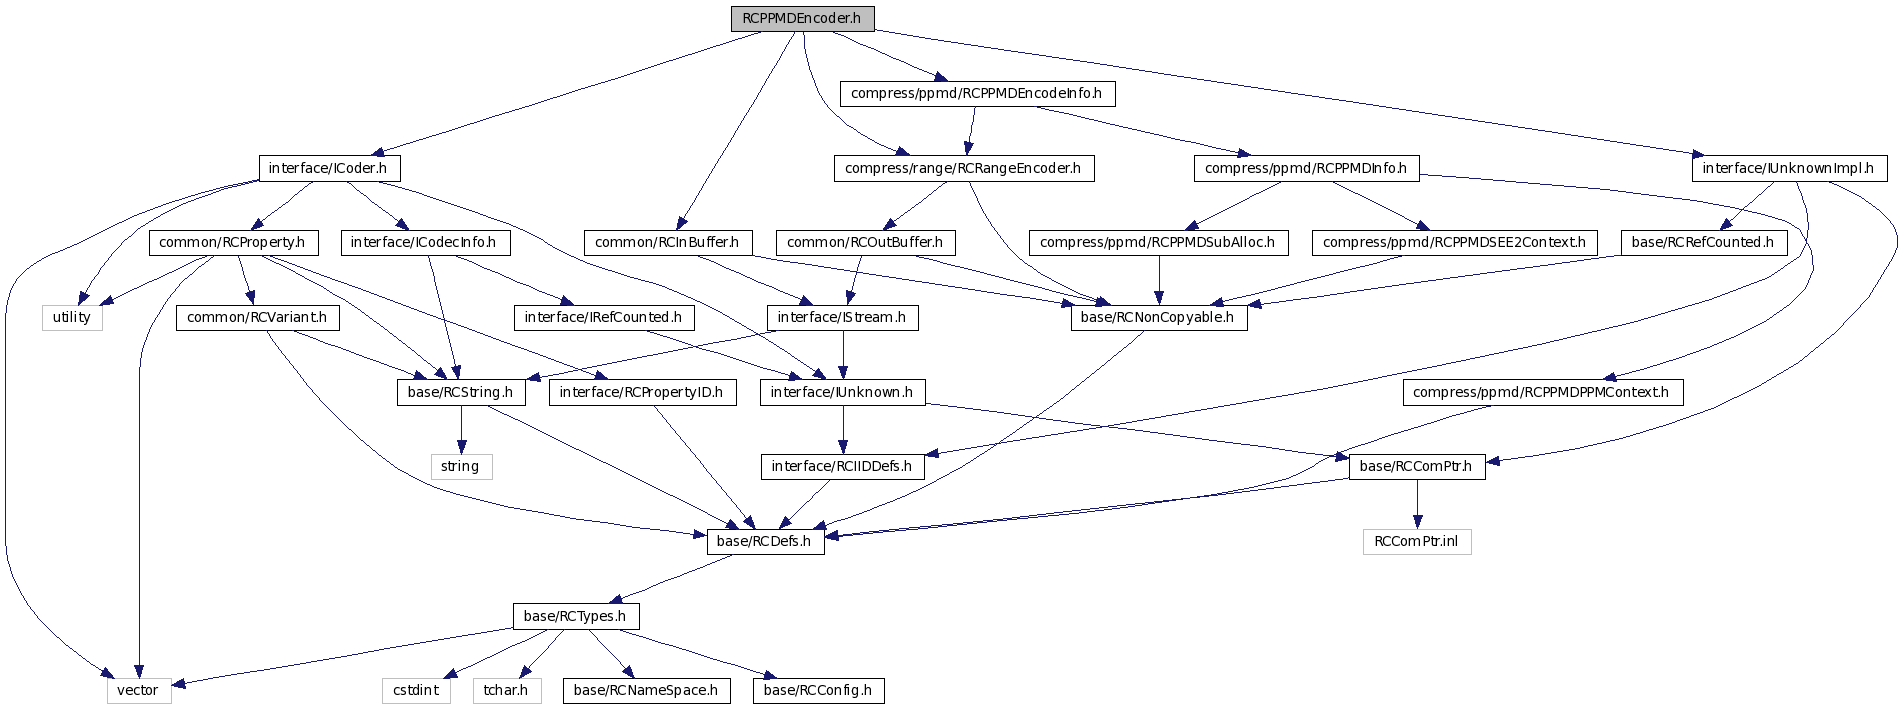 RCPPMDEncoder.h
compress/ppmd/RCPPMDEncodeInfo.h
interface/ICoder.h
compress/range/RCRangeEncoder.h
compress/ppmd/RCPPMDInfo.h
interface/IUnknownImpl.h
common/RCProperty.h
interface/ICodecInfo.h
common/RCInBuffer.h
common/RCOutBuffer.h
compress/ppmd/RCPPMDSubAlloc.h
compress/ppmd/RCPPMDSEE2Context.h
base/RCRefCounted.h
utility
common/RCVariant.h
interface/IRefCounted.h
interface/IStream.h
base/RCNonCopyable.h
base/RCString.h
interface/RCPropertyID.h
interface/IUnknown.h
compress/ppmd/RCPPMDPPMContext.h
string
interface/RCIIDDefs.h
base/RCComPtr.h
base/RCDefs.h
RCComPtr.inl
base/RCTypes.h
vector
cstdint
tchar.h
base/RCNameSpace.h
base/RCConfig.h